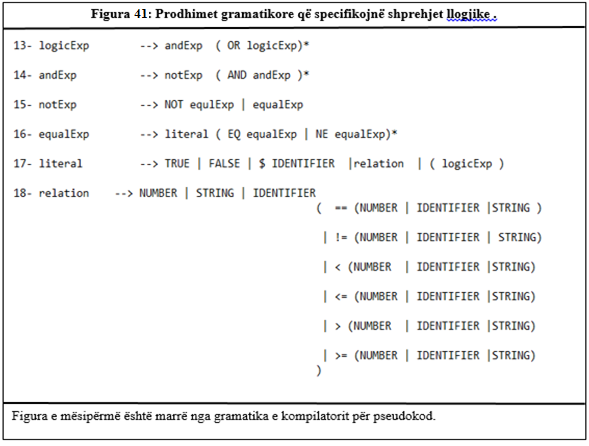 Figura 41: Prodhimet gramatikore që specifikojnë shprehjet llogjike .
13- logicExp --> andExp ( OR logicExp)*
14- andExp --> notExp ( AND andExp )*
15- notExp --> NOT equlExp | equalExp
16- equalExp --> literal ( EQ equalExp | NE equalExp)*
17- literal --> TRUE | FALSE | $ IDENTIFIER |relation | ( logicExp )
18- relation --> NUMBER | STRING | IDENTIFIER
( == (NUMBER | IDENTIFIER |STRING )
| != (NUMBER | IDENTIFIER | STRING)
| < (NUMBER | IDENTIFIER |STRING)
| <= (NUMBER | IDENTIFIER |STRING)
| > (NUMBER | IDENTIFIER |STRING)
| >= (NUMBER | IDENTIFIER |STRING)
)
Figura e mësipërmë është marrë nga gramatika e kompilatorit për pseudokod.